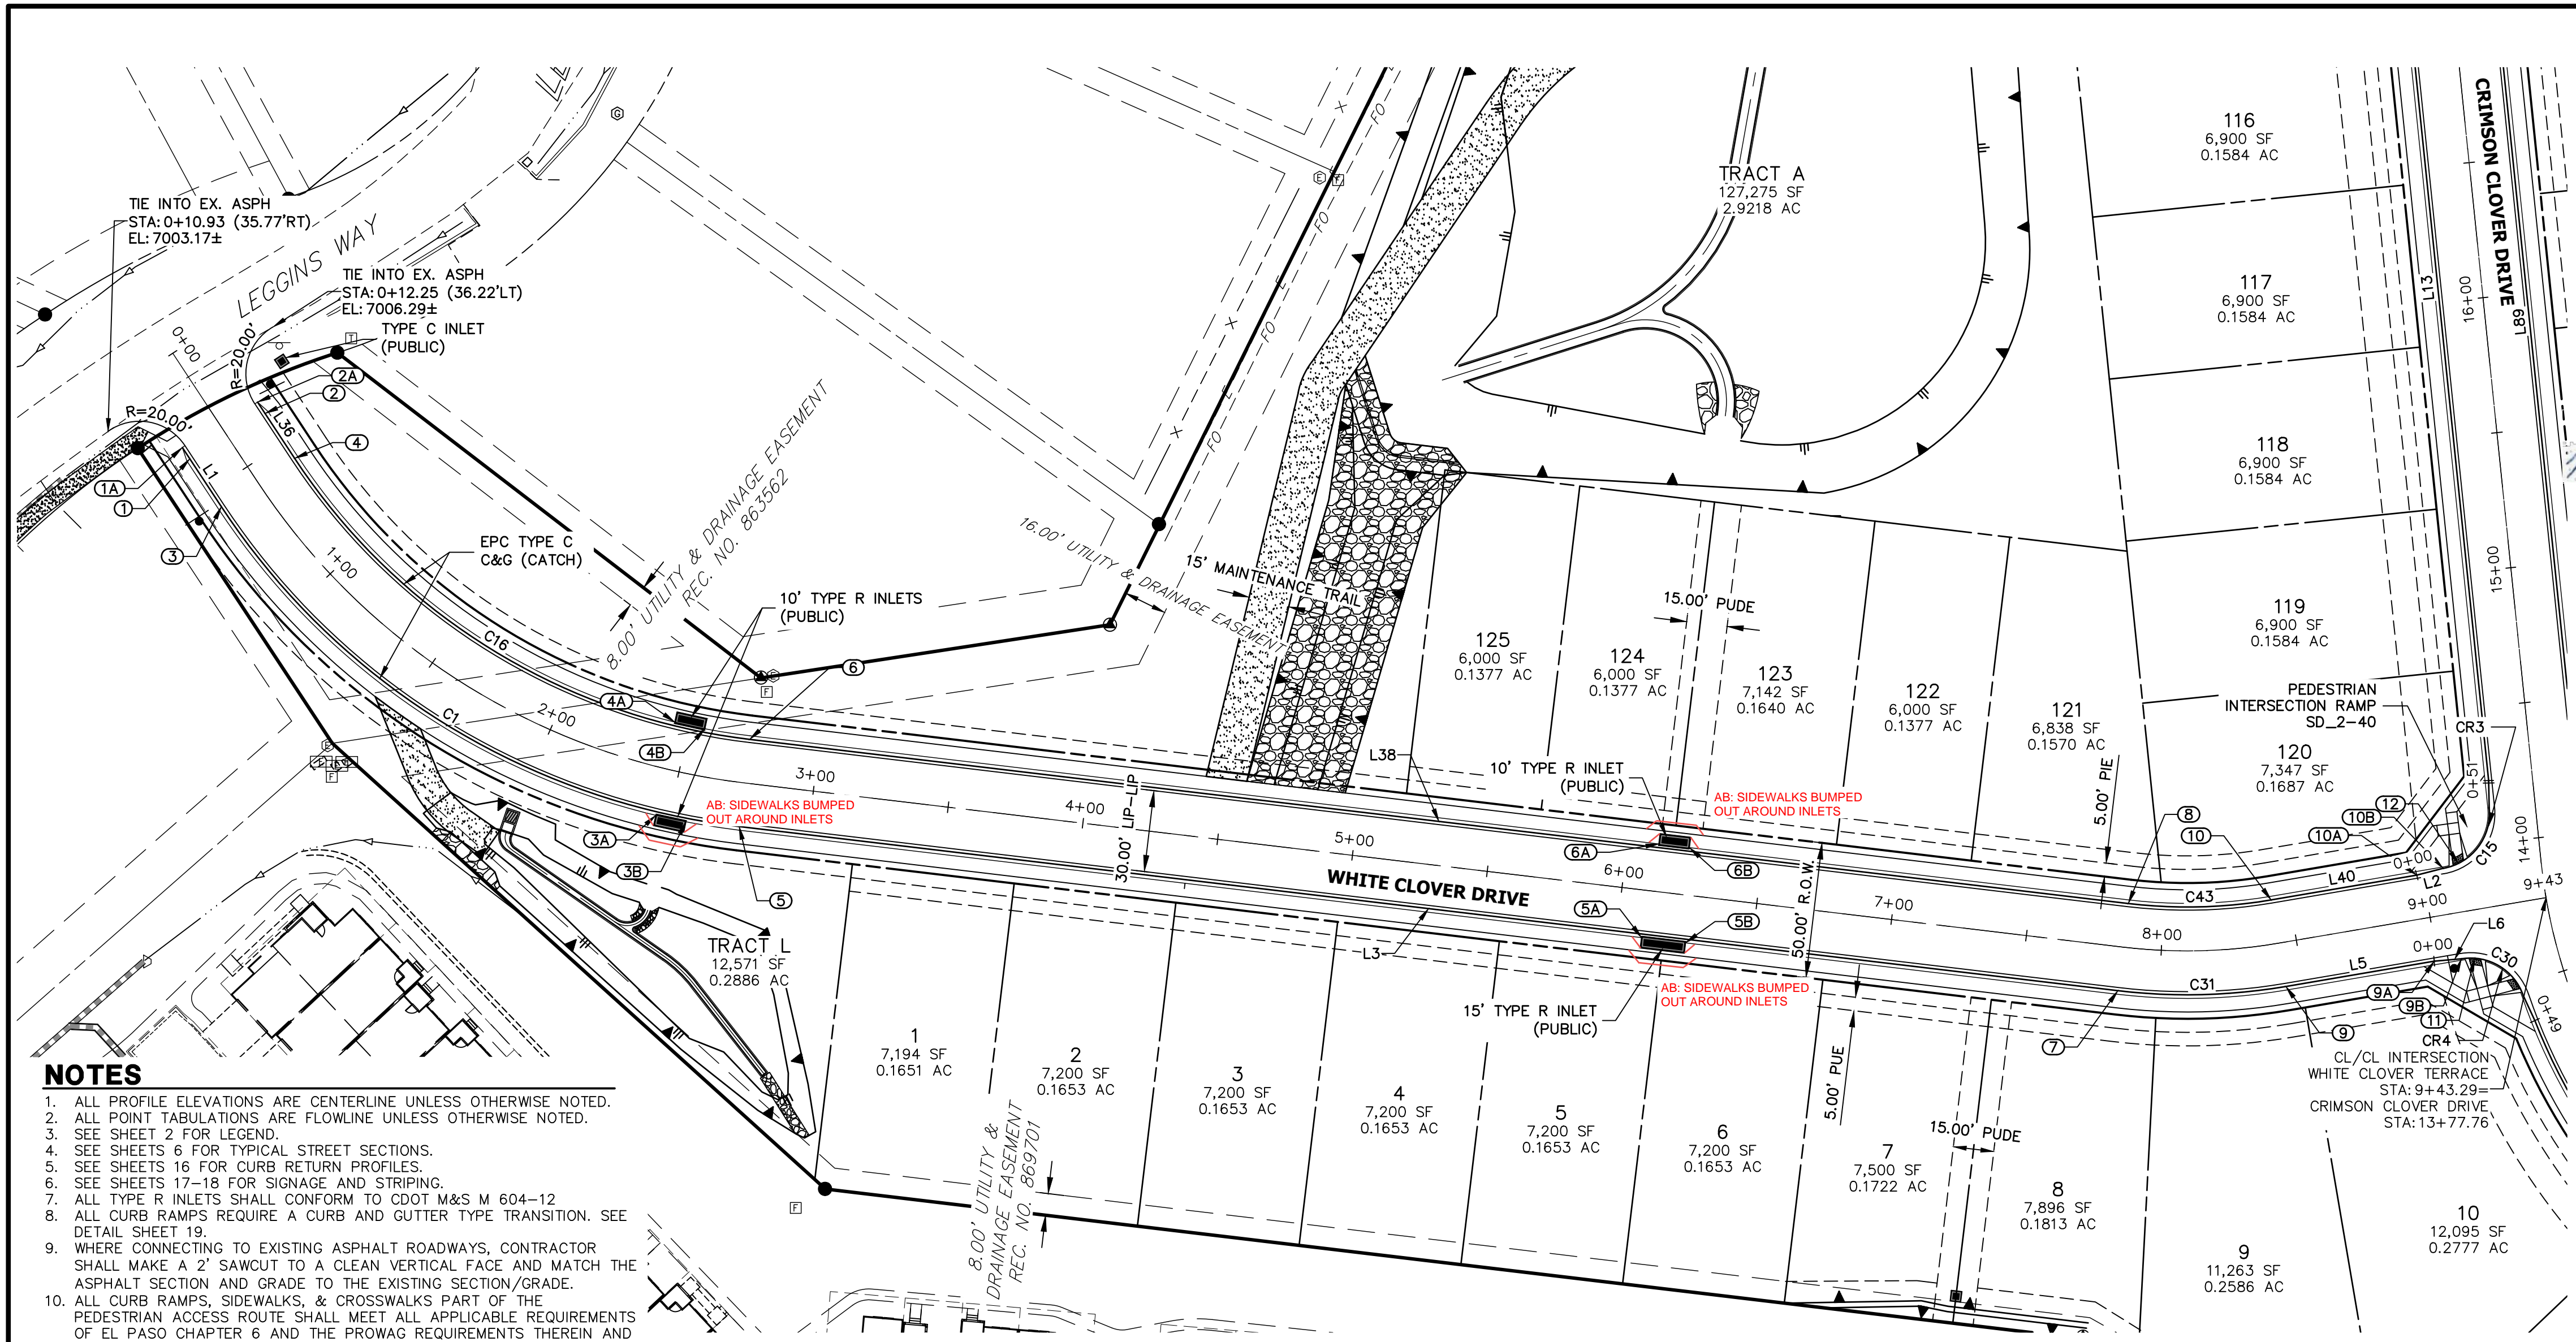 TIE INTO EX. ASPH
STA: 0+10.93 (35.77'RT)
EL: 7003.17±
LEGGINS WAY
TIE INTO EX. ASPH
STA: 0+12.25 (36.22'LT)
EL: 7006.29±
TYPE C INLET
(PUBLIC)
0+00
R=20.00'
R=20.00'
2A
2
L36
4
L1
1A
1
3
EPC TYPE C
C&G (CATCH)
1+00
C16
C1
2+00
8.00' UTILITY & DRAINAGE EASEMENT
REC. NO. 863562
10' TYPE R INLETS
(PUBLIC)
4A
4B
6
3A
3B
5
AB: SIDEWALKS BUMPED
OUT AROUND INLETS
3+00
4+00
30.00' LIP-LIP
16.00' UTILITY & DRAINAGE EASEMENT
15' MAINTENANCE TRAIL
X
X
X
FO
FO
FO
FO
G
E
F
T
E
F
F
TRACT A
127,275 SF
2.9218 AC
116
6,900 SF
0.1584 AC
117
6,900 SF
0.1584 AC
118
6,900 SF
0.1584 AC
119
6,900 SF
0.1584 AC
CRIMSON CLOVER DRIVE
L13
L89
16+00
15+00
14+00
125
6,000 SF
0.1377 AC
124
6,000 SF
0.1377 AC
15.00' PUDE
123
7,142 SF
0.1640 AC
122
6,000 SF
0.1377 AC
121
6,838 SF
0.1570 AC
120
7,347 SF
0.1687 AC
PEDESTRIAN
INTERSECTION RAMP
SD_2-40
CR3
0+51
5.00' PIE
12
10B
10A
8
10
0+00
C15
L40
L2
C43
9+43
L38
10' TYPE R INLET
(PUBLIC)
AB: SIDEWALKS BUMPED
OUT AROUND INLETS
6A
6B
5+00
6+00
WHITE CLOVER DRIVE
50.00' R.O.W.
7+00
8+00
9+00
5A
5B
L3
15' TYPE R INLET
(PUBLIC)
AB: SIDEWALKS BUMPED
OUT AROUND INLETS
0+00
L6
C30
L5
C31
9A
9B
11
9
7
0+49
CR4
CL/CL INTERSECTION
WHITE CLOVER TERRACE
STA: 9+43.29=
CRIMSON CLOVER DRIVE
STA: 13+77.76
TRACT L
12,571 SF
0.2886 AC
1
7,194 SF
0.1651 AC
2
7,200 SF
0.1653 AC
3
7,200 SF
0.1653 AC
4
7,200 SF
0.1653 AC
5
7,200 SF
0.1653 AC
6
7,200 SF
0.1653 AC
7
7,500 SF
0.1722 AC
8
7,896 SF
0.1813 AC
9
11,263 SF
0.2586 AC
10
12,095 SF
0.2777 AC
5.00' PUE
15.00' PUDE
8.00' UTILITY &
DRAINAGE EASEMENT
REC. NO. 869701
F
NOTES
1. ALL PROFILE ELEVATIONS ARE CENTERLINE UNLESS OTHERWISE NOTED.
2. ALL POINT TABULATIONS ARE FLOWLINE UNLESS OTHERWISE NOTED.
3. SEE SHEET 2 FOR LEGEND.
4. SEE SHEETS 6 FOR TYPICAL STREET SECTIONS.
5. SEE SHEETS 16 FOR CURB RETURN PROFILES.
6. SEE SHEETS 17-18 FOR SIGNAGE AND STRIPING.
7. ALL TYPE R INLETS SHALL CONFORM TO CDOT M&S M 604-12
8. ALL CURB RAMPS REQUIRE A CURB AND GUTTER TYPE TRANSITION. SEE
DETAIL SHEET 19.
9. WHERE CONNECTING TO EXISTING ASPHALT ROADWAYS, CONTRACTOR
SHALL MAKE A 2' SAWCUT TO A CLEAN VERTICAL FACE AND MATCH THE
ASPHALT SECTION AND GRADE TO THE EXISTING SECTION/GRADE.
10. ALL CURB RAMPS, SIDEWALKS, & CROSSWALKS PART OF THE
PEDESTRIAN ACCESS ROUTE SHALL MEET ALL APPLICABLE REQUIREMENTS
OF EL PASO CHAPTER 6 AND THE PROWAG REQUIREMENTS THEREIN AND